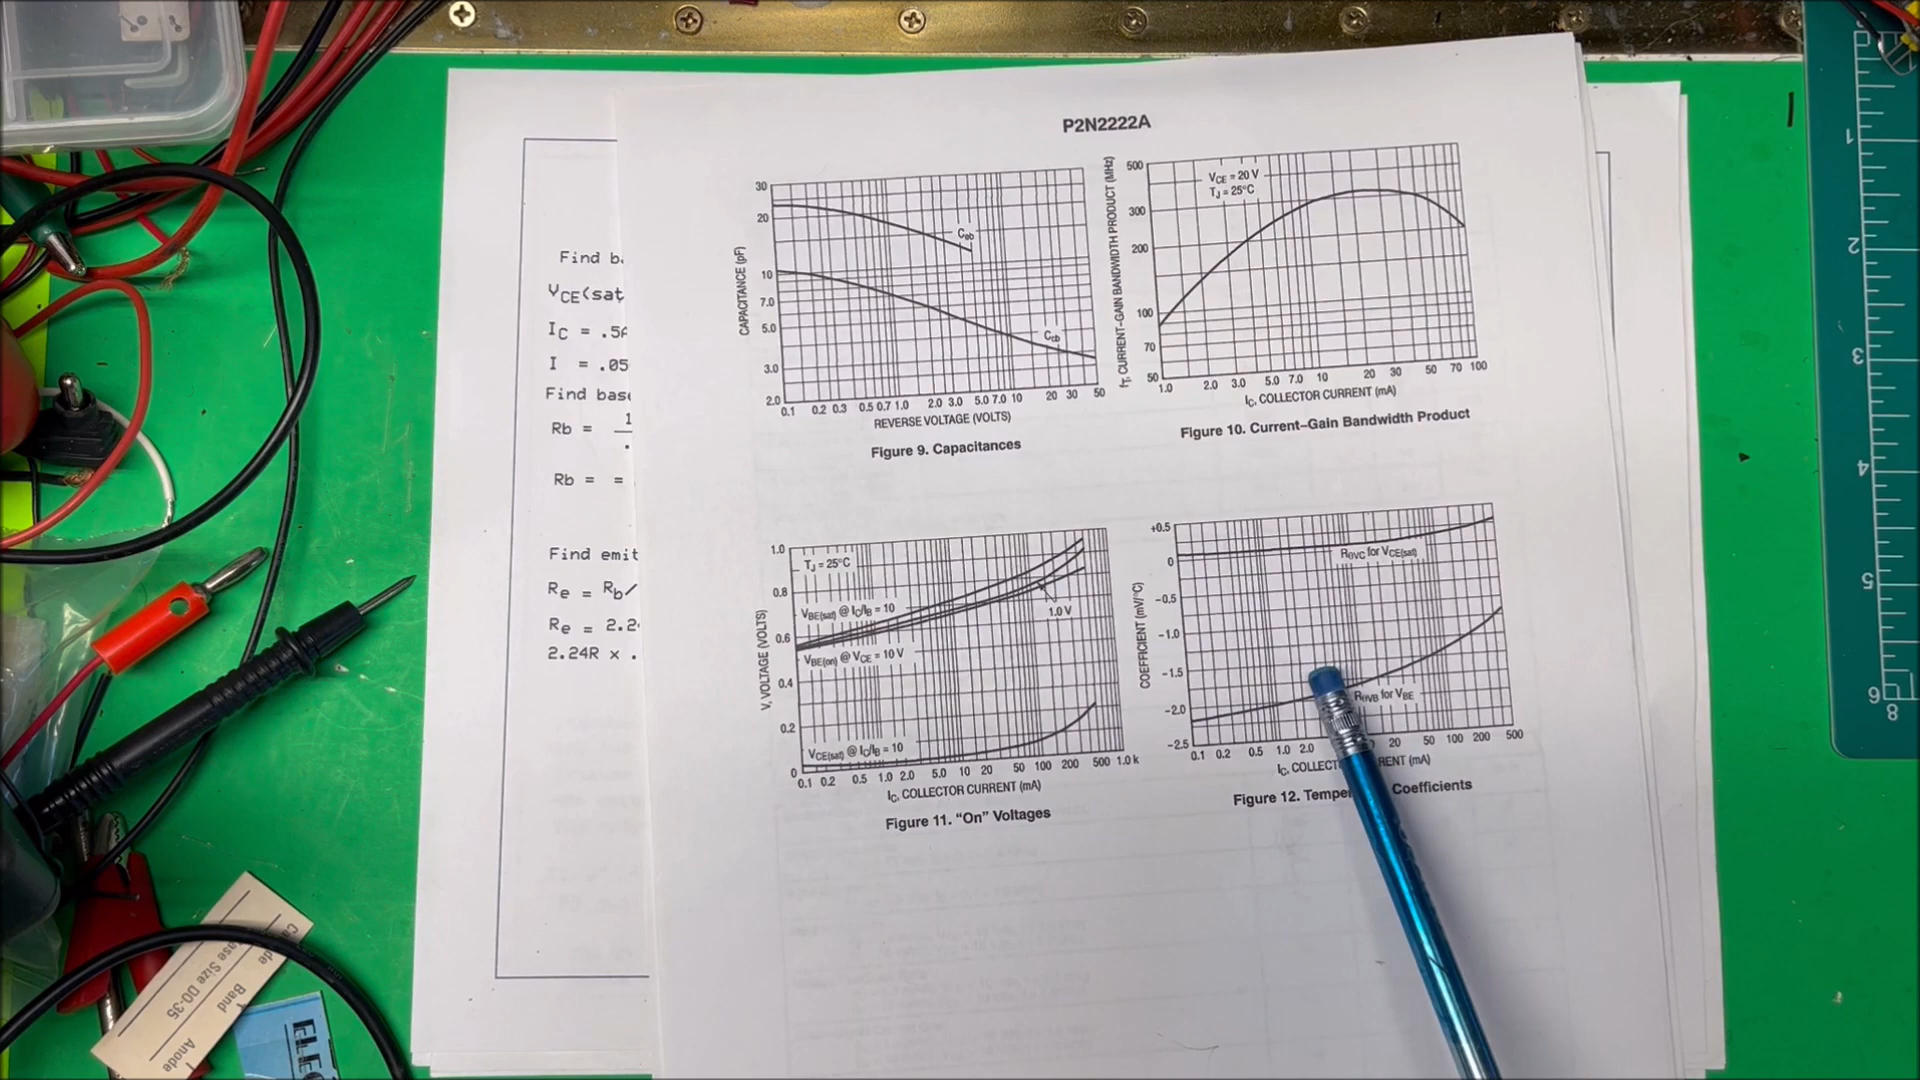 P2N2222A
30
20
10
7.0
5.0
3.0
2.0
CAPACITANCE (pF)
Ceb
Ccb
0.1 0.2 0.3 0.5 0.7 1.0 2.0 3.0 5.0 7.0 10 20 30 50
REVERSE VOLTAGE (VOLTS)
Figure 9. Capacitances
500
300
200
100
70
50
fT, CURRENT–GAIN BANDWIDTH PRODUCT (MHz)
VCE = 20 V
TJ = 25°C
1.0 2.0 3.0 5.0 7.0 10 20 30 50 70 100
IC, COLLECTOR CURRENT (mA)
Figure 10. Current–Gain Bandwidth Product
1.0
0.8
0.6
0.4
0.2
0
V, VOLTAGE (VOLTS)
TJ = 25°C
VBE(sat) @ IC/IB = 10
1.0 V
VBE(on) @ VCE = 10 V
VCE(sat) @ IC/IB = 10
0.1 0.2 0.5 1.0 2.0 5.0 10 20 50 100 200 500 1.0 k
IC, COLLECTOR CURRENT (mA)
Figure 11. “On” Voltages
+0.5
0
–0.5
–1.0
–1.5
–2.0
–2.5
COEFFICIENT (mV/°C)
RθVC for VCE(sat)
RθVB for VBE
0.1 0.2 0.5 1.0 2.0 20 50 100 200 500
IC, COLLECT RENT (mA)
Figure 12. Tempe Coefficients
Find b
VCE(sat
IC = .5A
I = .05
Find base
Rb = 1
Rb = =
Find emit
Re = Rb/
Re = 2.2
2.24R x .
1
2
3
4
5
6
8
Case Size DO-35
Band
Anode
ELEC